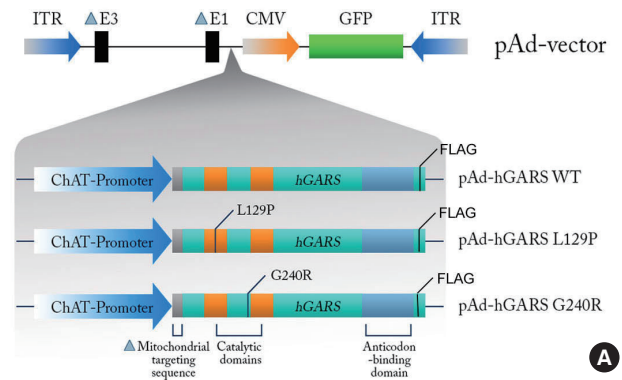 ITR
▲E3
▲E1
CMV
GFP
ITR
pAd-vector
FLAG
ChAT-Promoter
hGARS
pAd-hGARS WT
L129P
FLAG
ChAT-Promoter
hGARS
pAd-hGARS L129P
G240R
FLAG
ChAT-Promoter
hGARS
pAd-hGARS G240R
▲Mitochondrial
targeting
sequence
Catalytic
domains
Anticodon
-binding
domain
A